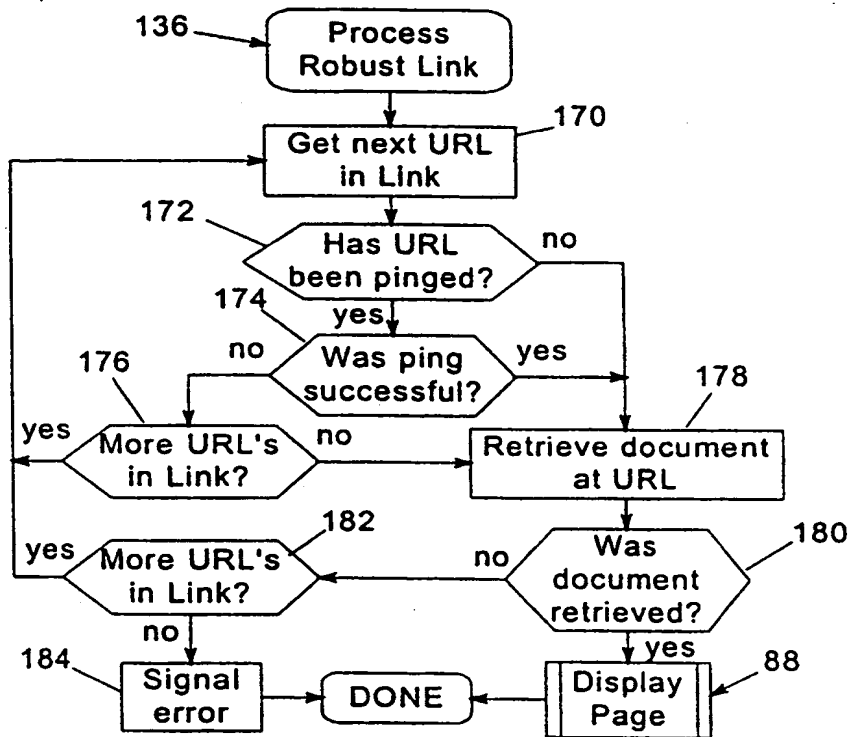 136
Process
Robust Link
170
Get next URL
in Link
172
Has URL
been pinged?
no
yes
174
Was ping
successful?
no
yes
176
More URL's
in Link?
yes
no
178
Retrieve document
at URL
182
More URL's
in Link?
yes
no
no
180
Was
document
retrieved?
yes
184
Signal
error
DONE
Display
Page
88